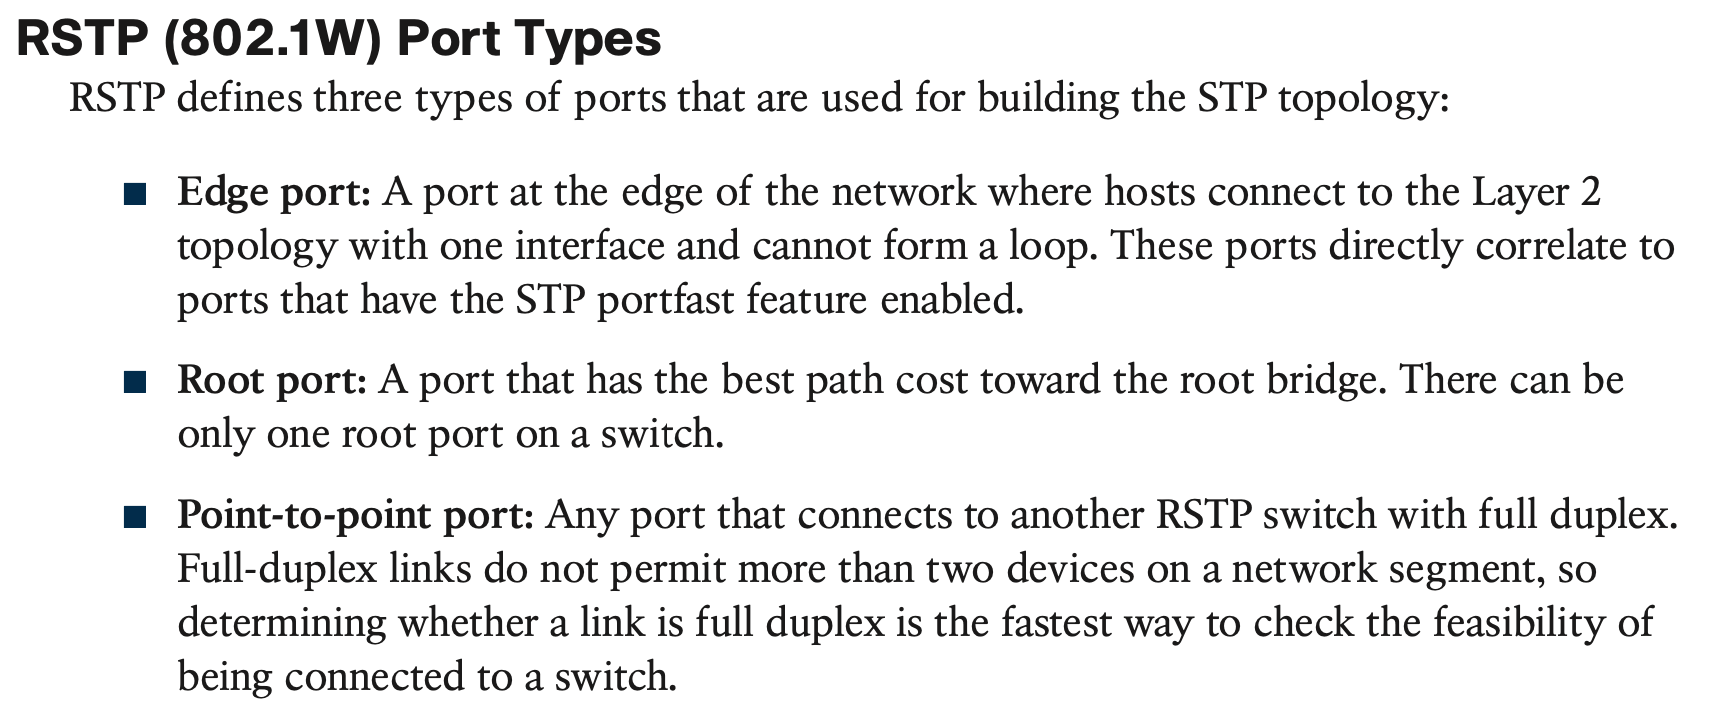 RSTP (802.1W) Port Types
RSTP defines three types of ports that are used for building the STP topology:
■ Edge port: A port at the edge of the network where hosts connect to the Layer 2
topology with one interface and cannot form a loop. These ports directly correlate to
ports that have the STP portfast feature enabled.
■ Root port: A port that has the best path cost toward the root bridge. There can be
only one root port on a switch.
■ Point-to-point port: Any port that connects to another RSTP switch with full duplex.
Full-duplex links do not permit more than two devices on a network segment, so
determining whether a link is full duplex is the fastest way to check the feasibility of
being connected to a switch.